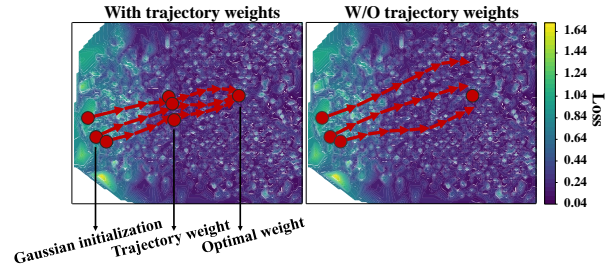 With trajectory weights
W/O trajectory weights
1.64
1.44
1.24
1.04
0.84
0.64
0.44
0.24
0.04
Loss
Gaussian initialization
Trajectory weight
Optimal weight